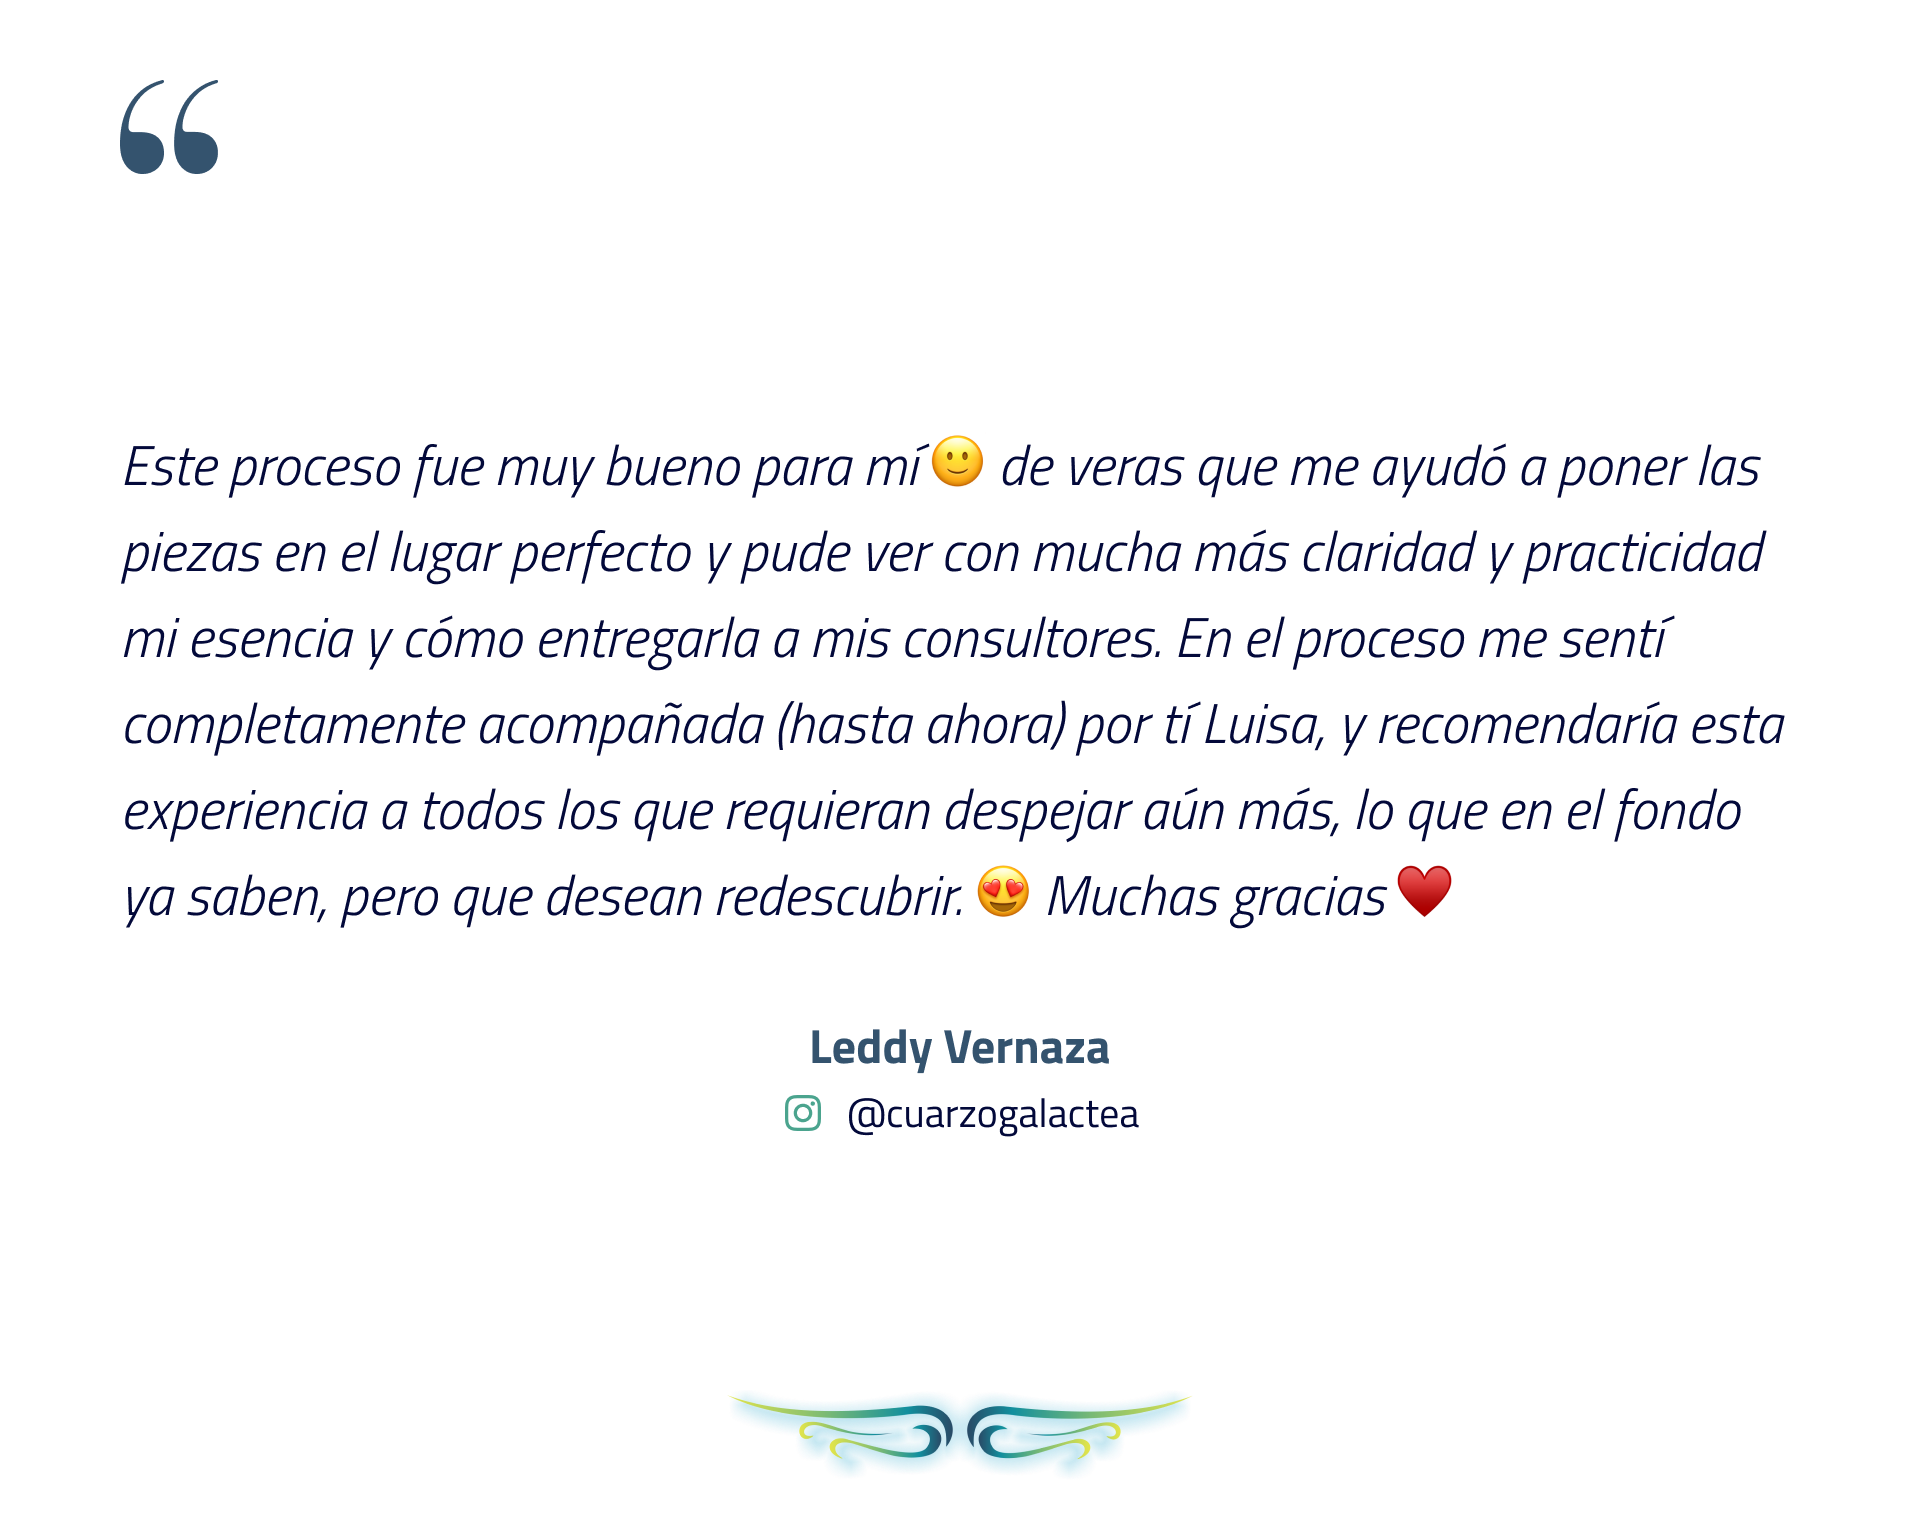 “
Este proceso fue muy bueno para mí 🙂 de veras que me ayudó a poner las
piezas en el lugar perfecto y pude ver con mucha más claridad y practicidad
mi esencia y cómo entregarla a mis consultores. En el proceso me sentí
completamente acompañada (hasta ahora) por tí Luisa, y recomendaría esta
experiencia a todos los que requieran despejar aún más, lo que en el fondo
ya saben, pero que desean redescubrir. 😍 Muchas gracias ♥️
Leddy Vernaza
@cuarzogalactea